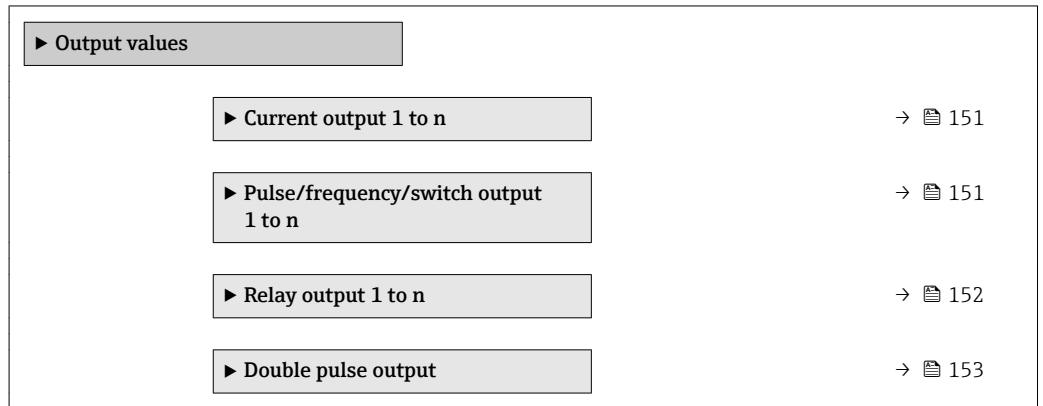 ▶ Output values
▶ Current output 1 to n → 151
▶ Pulse/frequency/switch output
1 to n → 151
▶ Relay output 1 to n → 152
▶ Double pulse output → 153